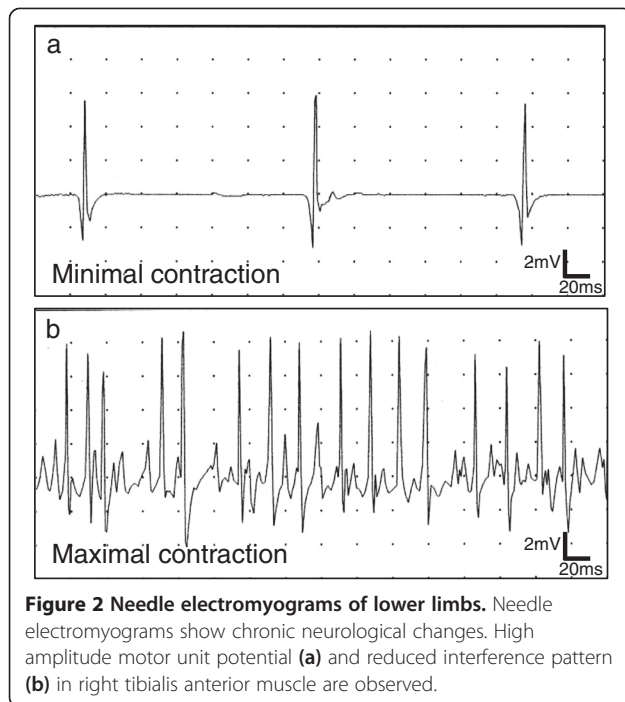 a
Minimal contraction
2mV
20ms
b
Maximal contraction
2mV
20ms
Figure 2 Needle electromyograms of lower limbs. Needle
electromyograms show chronic neurological changes. High
amplitude motor unit potential (a) and reduced interference pattern
(b) in right tibialis anterior muscle are observed.